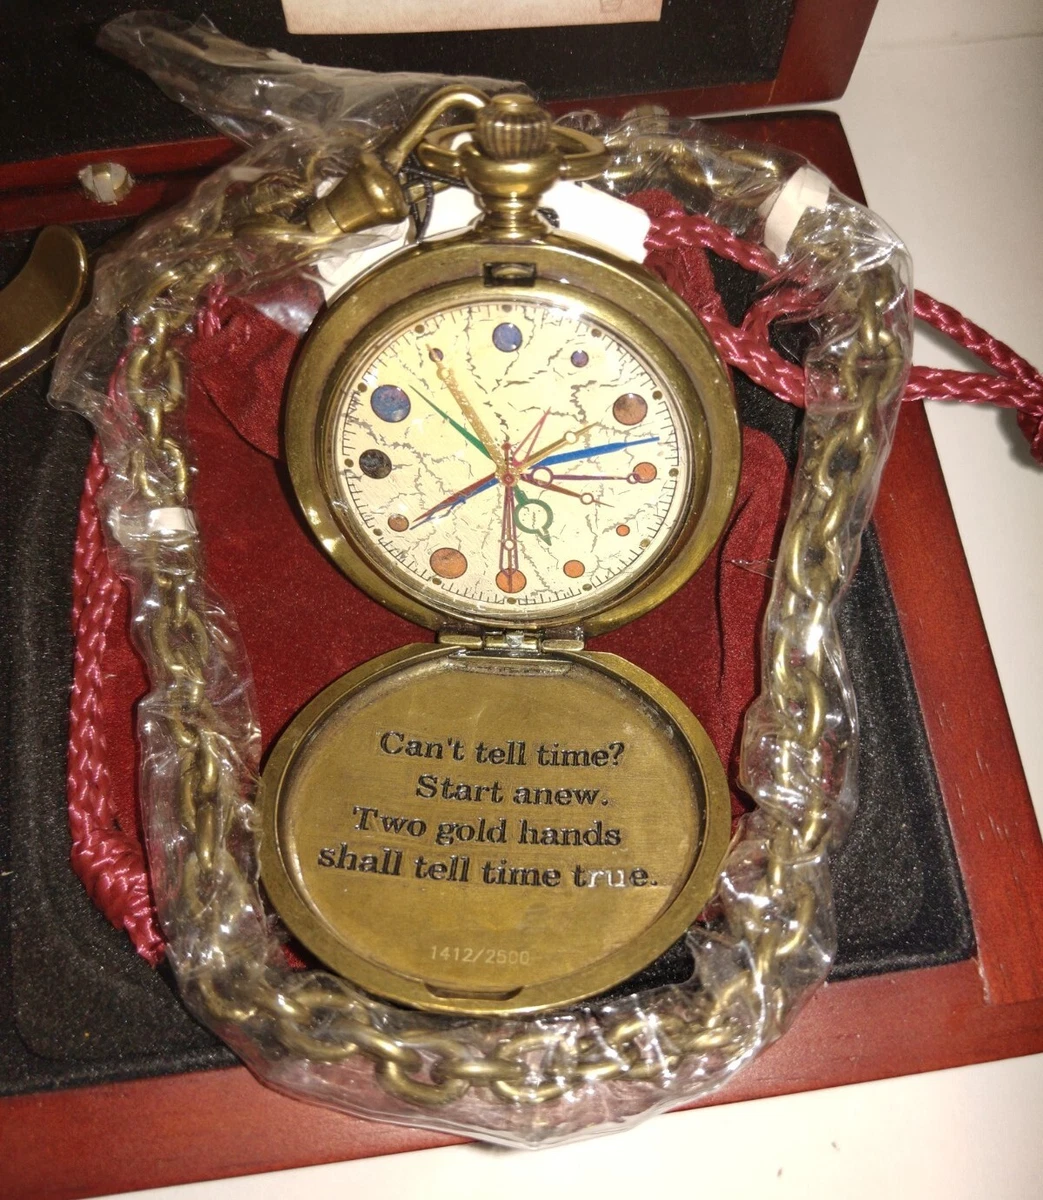 Can't tell time?
Start anew.
Two gold hands
shall tell time true.
1412/2500